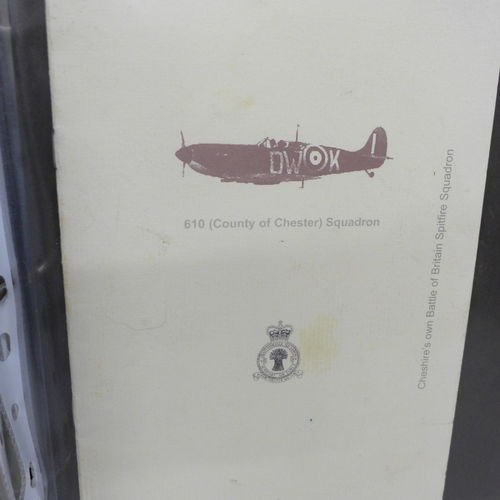 DW K
610 (County of Chester) Squadron
Cheshire's own Battle of Britain Spitfire Squadron